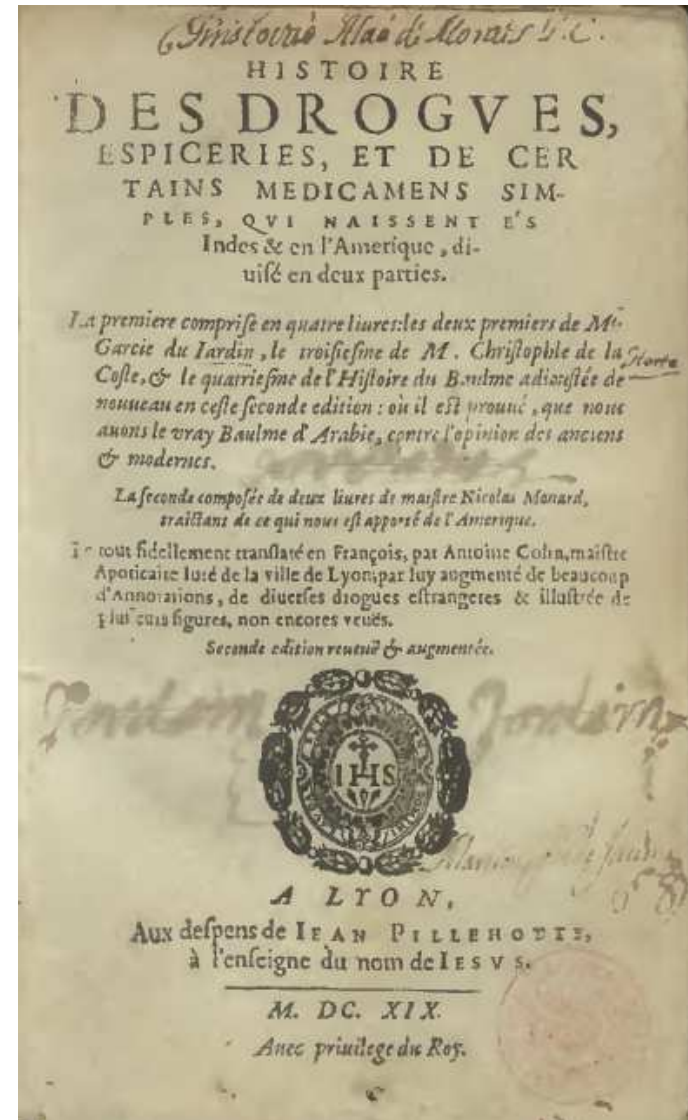 HISTOIRE
DES DROGVES,
ESPICERIES, ET DE CER
TAINS MEDICAMENS SIM-
PLES, QVI NAISSENT E'S
Indes & en l'Amerique, di-
uisé en deux parties.
La premiere comprise en quatre liures: les deux premiers de Mᵉ
Garcie du Iardin, le troisiesme de M. Christophle de la
Coste, & le quatriesme de l'Histoire du Baulme adioustée de
nouueau en ceste seconde edition: où il est prouué, que nous
auons le vray Baulme d'Arabie, contre l'opinion des anciens
& modernes.
La seconde composée de deux liures de maistre Nicolas Monard,
traictant de ce qui nous est apporté de l'Amerique.
Le tout fidellement translaté en François, par Antoine Colin, maistre
Apoticaire Iuré de la ville de Lyon; par luy augmenté de beaucoup
d'Annotations, de diuerses drogues estrangeres & illustrée de
plusieurs figures, non encores veuës.
Seconde edition reueuë & augmentée.
IHS
A LYON,
Aux despens de IEAN PILLEHOTTE,
à l'enseigne du nom de IESVS.
M. DC. XIX.
Auec priuilege du Roy.